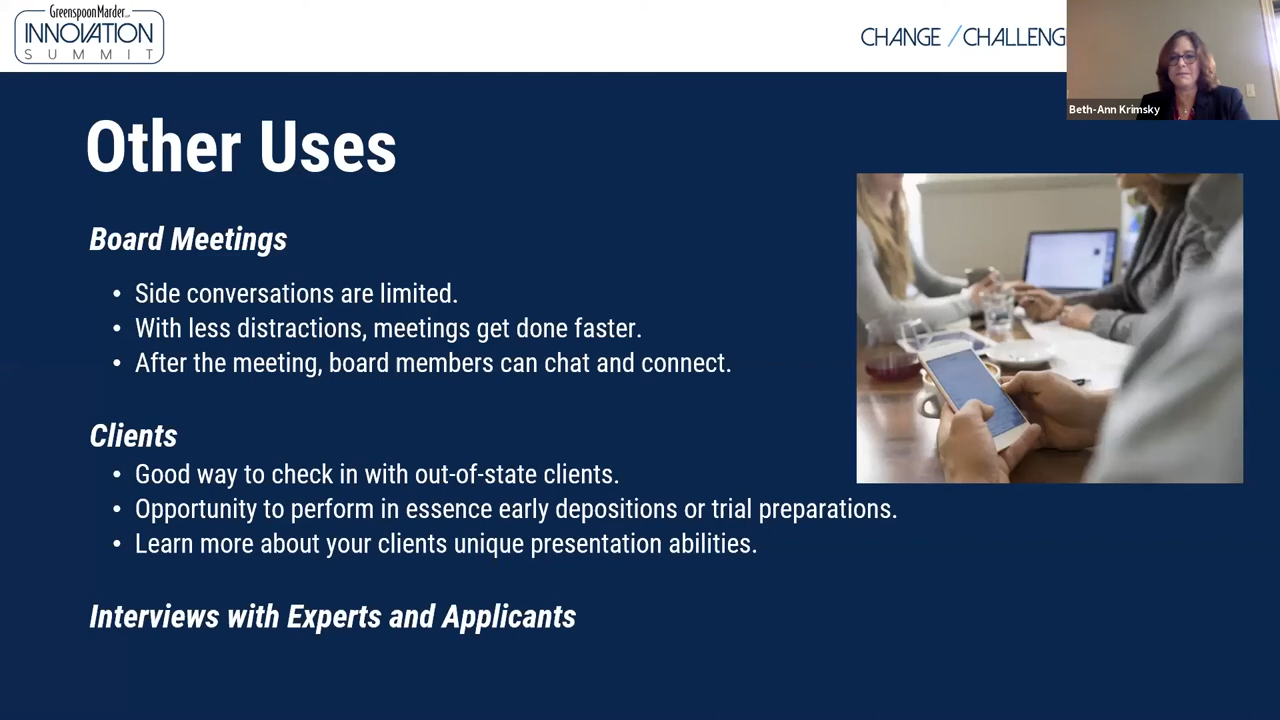 GreenspoonMarder LLP
INNOVATION
SUMMIT
CHANGE / CHALLENG
Beth-Ann Krimsky
Other Uses
Board Meetings
• Side conversations are limited.
• With less distractions, meetings get done faster.
• After the meeting, board members can chat and connect.
Clients
• Good way to check in with out-of-state clients.
• Opportunity to perform in essence early depositions or trial preparations.
• Learn more about your clients unique presentation abilities.
Interviews with Experts and Applicants